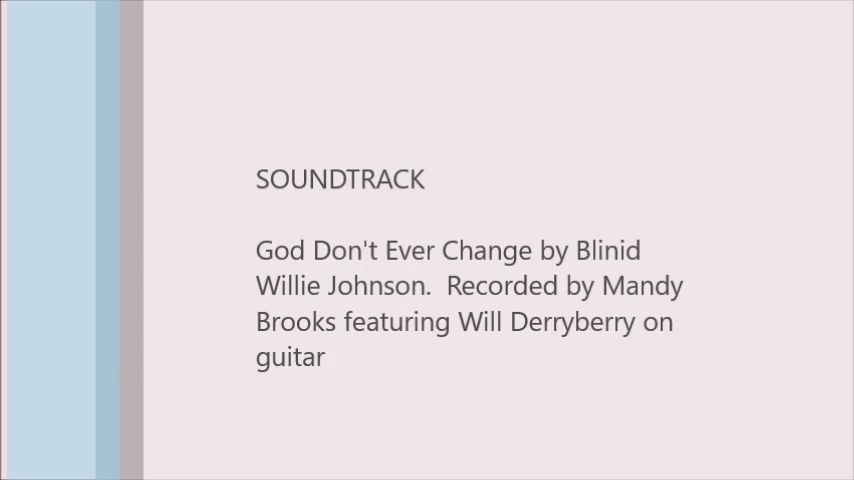 SOUNDTRACK
God Don't Ever Change by Blinid
Willie Johnson.  Recorded by Mandy
Brooks featuring Will Derryberry on
guitar